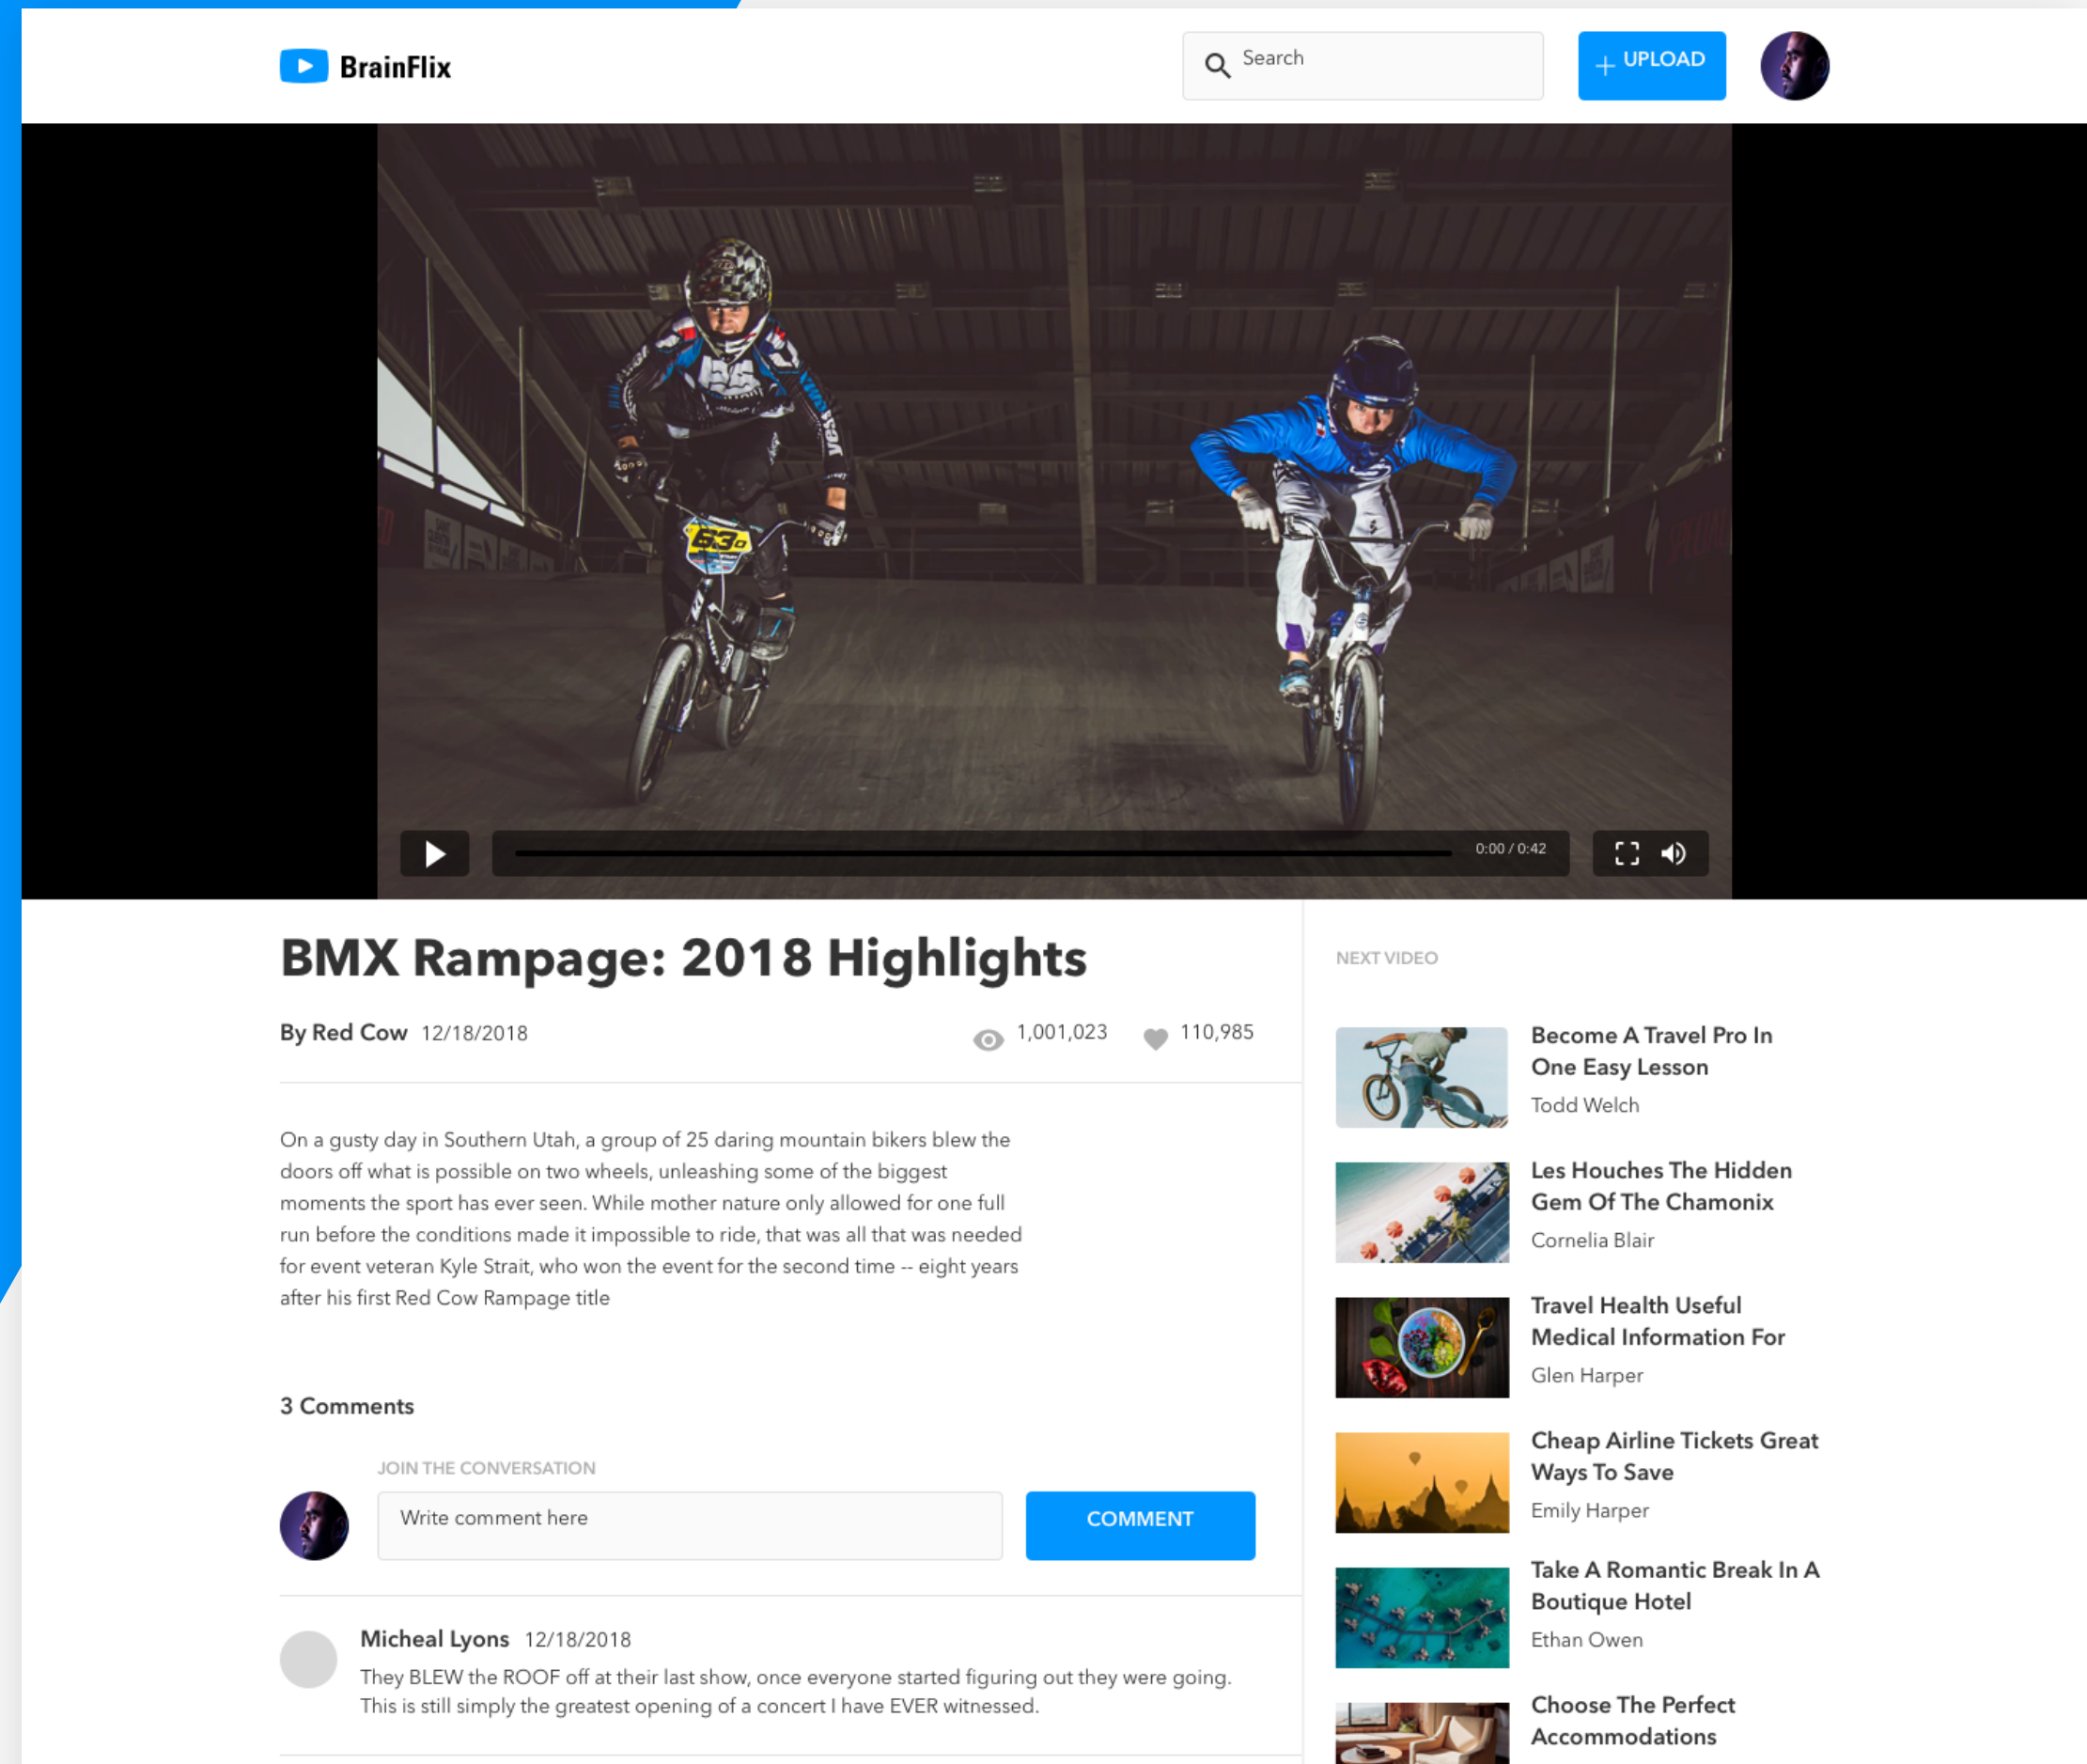 BrainFlix
Search
UPLOAD
yess
630
0:00 / 0:42
BMX Rampage: 2018 Highlights
By Red Cow 12/18/2018
1,001,023
110,985
On a gusty day in Southern Utah, a group of 25 daring mountain bikers blew the
doors off what is possible on two wheels, unleashing some of the biggest
moments the sport has ever seen. While mother nature only allowed for one full
run before the conditions made it impossible to ride, that was all that was needed
for event veteran Kyle Strait, who won the event for the second time -- eight years
after his first Red Cow Rampage title
3 Comments
JOIN THE CONVERSATION
Write comment here
COMMENT
Micheal Lyons 12/18/2018
They BLEW the ROOF off at their last show, once everyone started figuring out they were going.
This is still simply the greatest opening of a concert I have EVER witnessed.
NEXT VIDEO
Become A Travel Pro In
One Easy Lesson
Todd Welch
Les Houches The Hidden
Gem Of The Chamonix
Cornelia Blair
Travel Health Useful
Medical Information For
Glen Harper
Cheap Airline Tickets Great
Ways To Save
Emily Harper
Take A Romantic Break In A
Boutique Hotel
Ethan Owen
Choose The Perfect
Accommodations